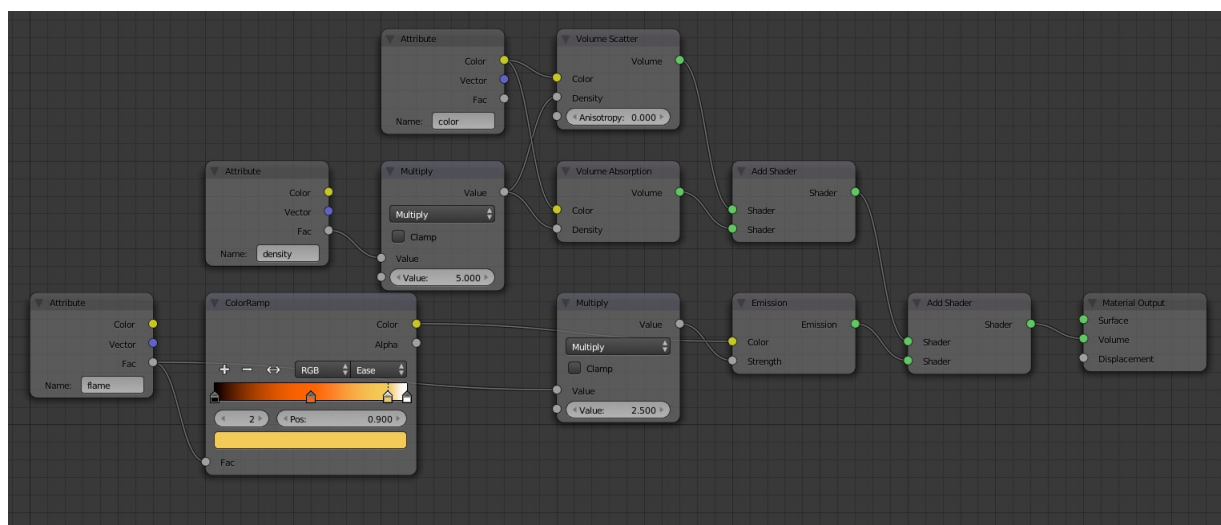 Attribute
Color
Vector
Fac
Name: color
Volume Scatter
Volume
Color
Density
Anisotropy: 0.000
Attribute
Color
Vector
Fac
Name: density
Multiply
Value
Multiply
Clamp
Value
Value: 5.000
Volume Absorption
Volume
Color
Density
Add Shader
Shader
Shader
Shader
Attribute
Color
Vector
Fac
Name: flame
ColorRamp
Color
Alpha
RGB Ease
2 Pos: 0.900
Fac
Multiply
Value
Multiply
Clamp
Value
Value: 2.500
Emission
Emission
Color
Strength
Add Shader
Shader
Shader
Shader
Material Output
Surface
Volume
Displacement